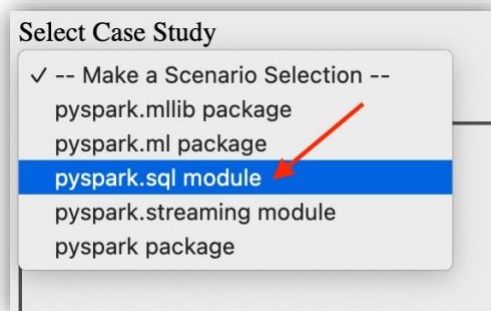 Select Case Study
✓ -- Make a Scenario Selection --
pyspark.mllib package
pyspark.ml package
pyspark.sql module
pyspark.streaming module
pyspark package